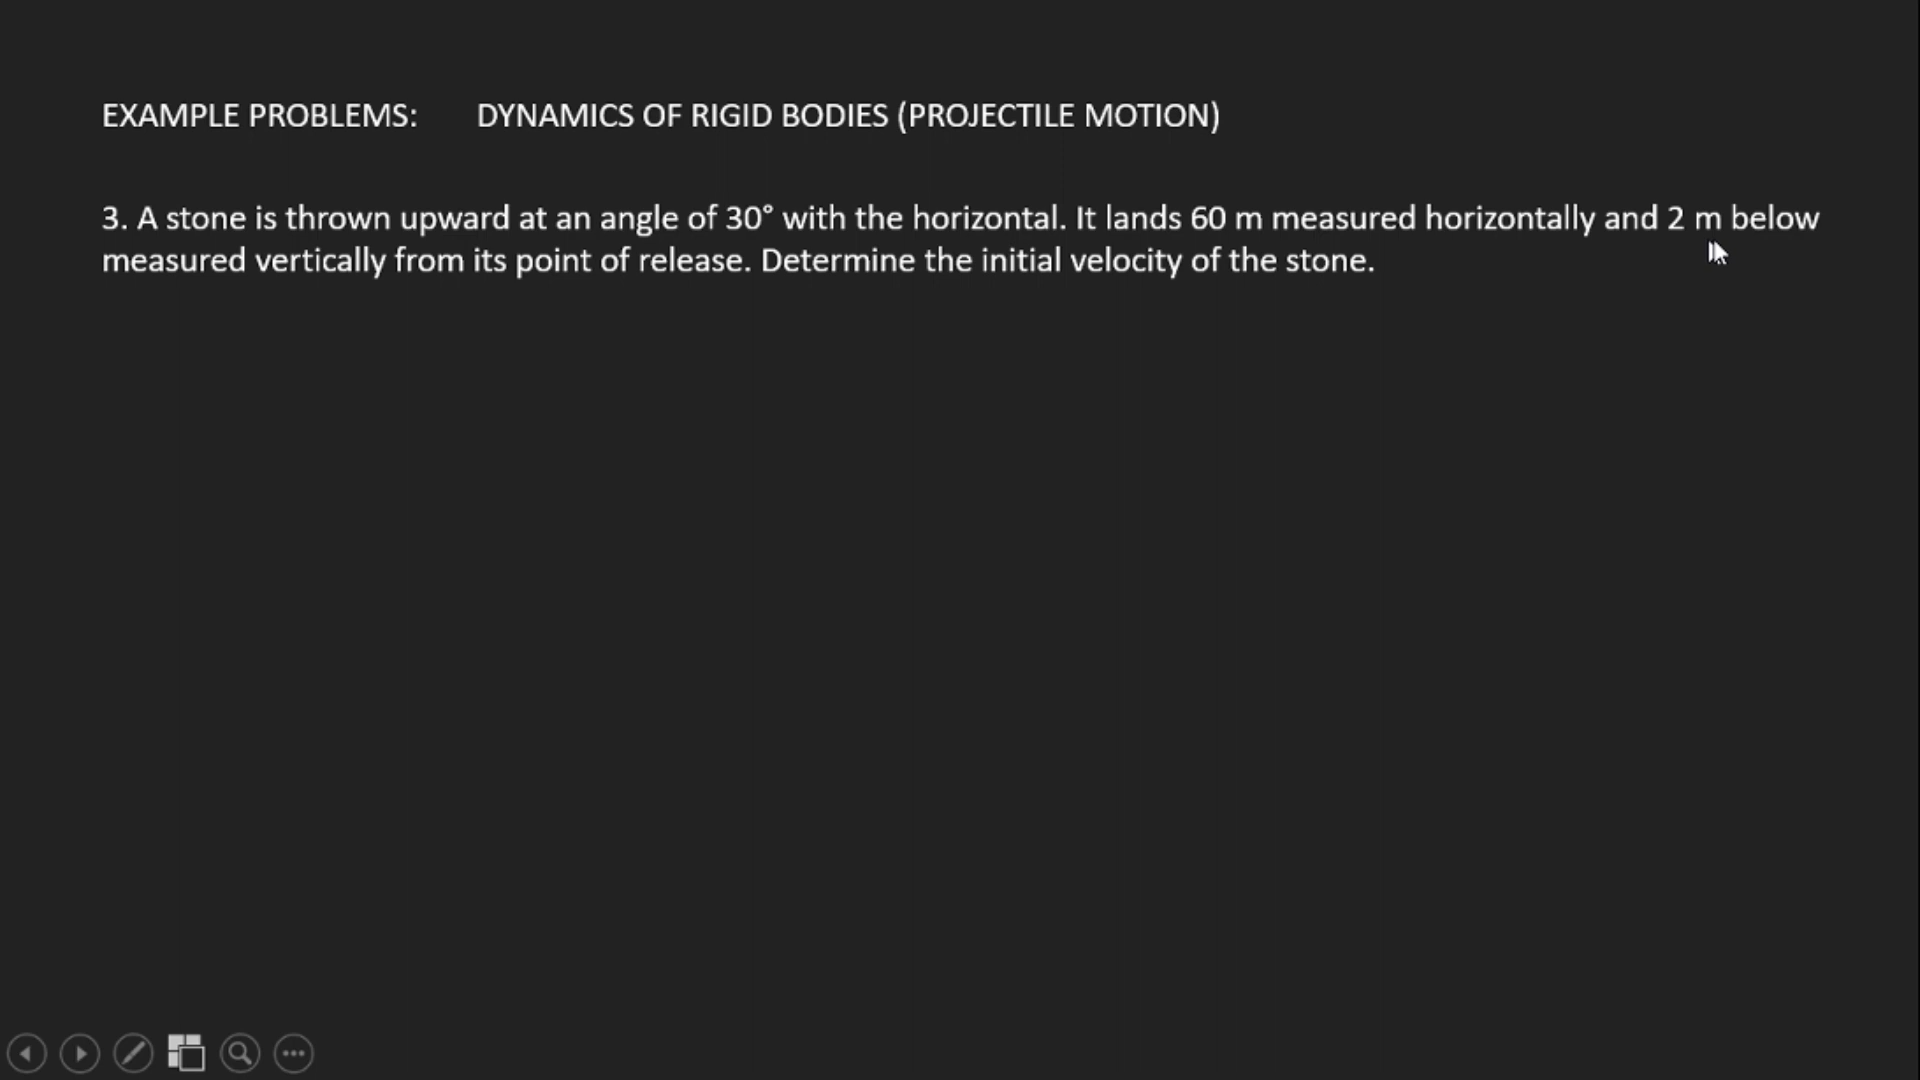 EXAMPLE PROBLEMS: DYNAMICS OF RIGID BODIES (PROJECTILE MOTION)
3. A stone is thrown upward at an angle of 30° with the horizontal. It lands 60 m measured horizontally and 2 m below
measured vertically from its point of release. Determine the initial velocity of the stone.